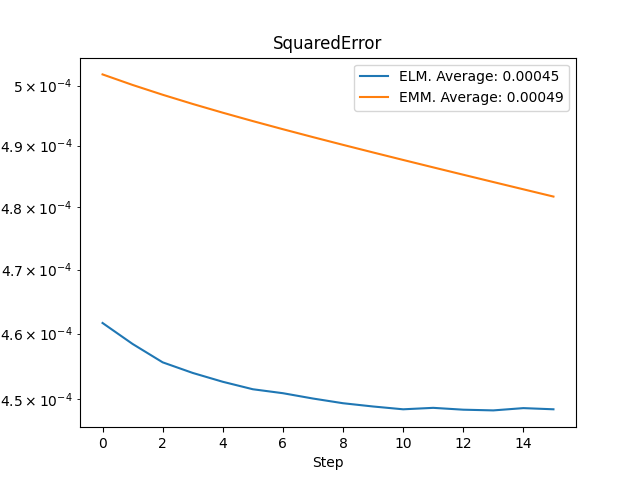 SquaredError
ELM. Average: 0.00045
EMM. Average: 0.00049
5 × 10⁻⁴
4.9 × 10⁻⁴
4.8 × 10⁻⁴
4.7 × 10⁻⁴
4.6 × 10⁻⁴
4.5 × 10⁻⁴
0 2 4 6 8 10 12 14
Step